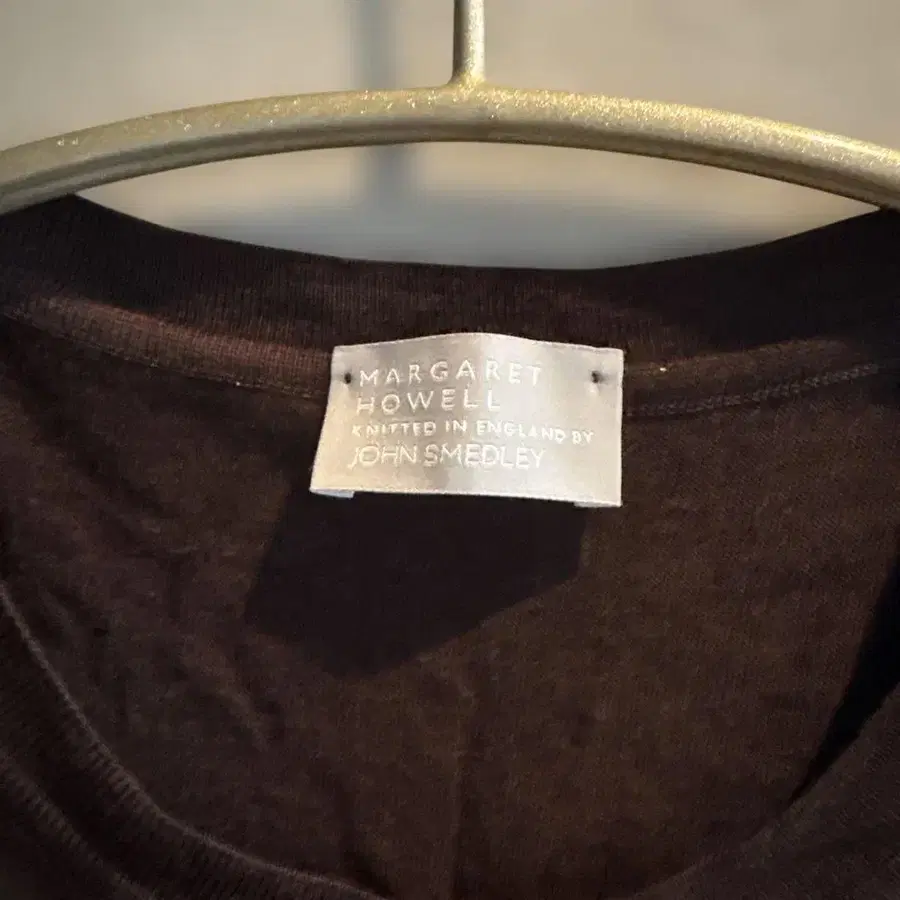 MARGARET
HOWELL
KNITTED IN ENGLAND BY
JOHN SMEDLEY